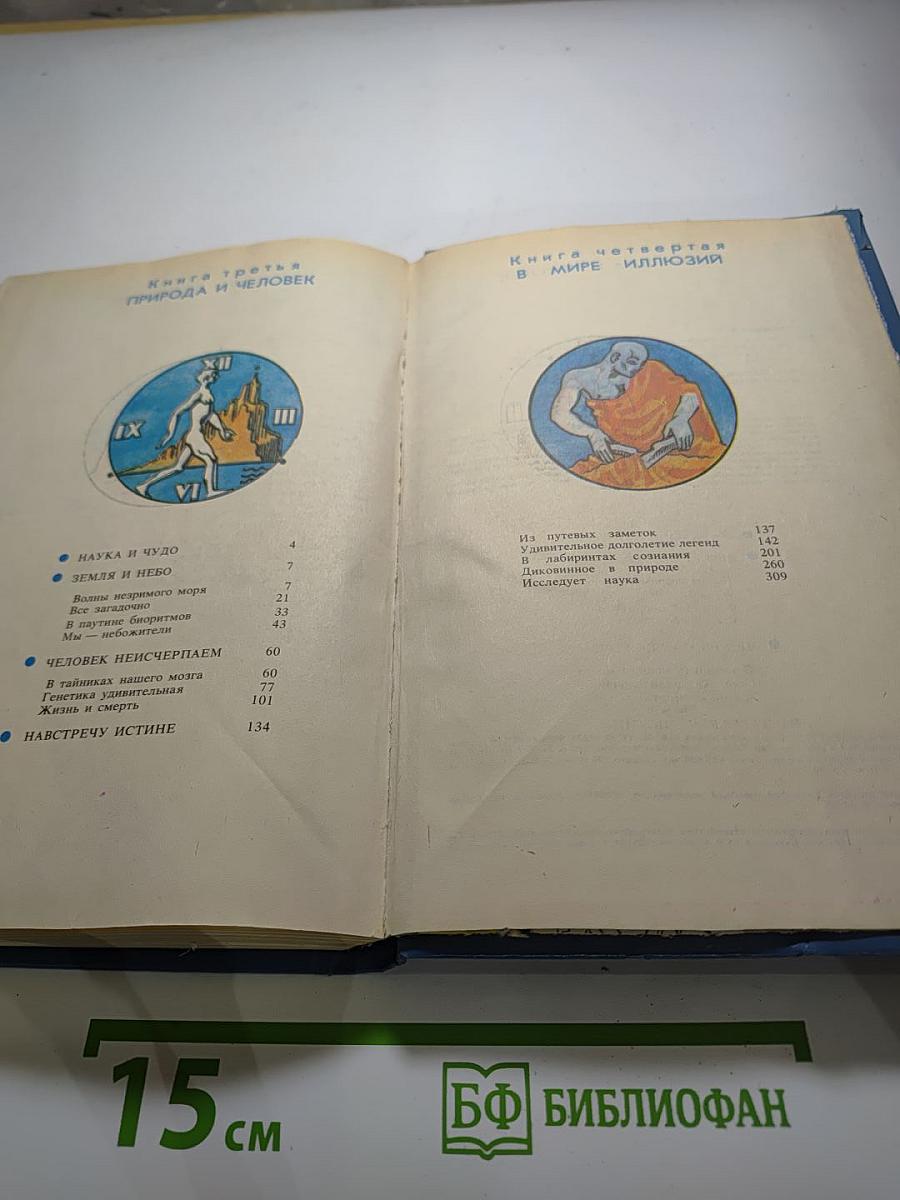 Книга третья
ПРИРОДА И ЧЕЛОВЕК
XII
III
IX
VI
НАУКА И ЧУДО 4
ЗЕМЛЯ И НЕБО 7
Волны незримого моря 7
Все загадочно 21
В паутине биоритмов 33
Мы — небожители 43
ЧЕЛОВЕК НЕИСЧЕРПАЕМ 60
В тайниках нашего мозга 60
Генетика удивительная 77
Жизнь и смерть 101
НАВСТРЕЧУ ИСТИНЕ 134
Книга четвертая
В МИРЕ ИЛЛЮЗИЙ
Из путевых заметок 137
Удивительное долголетие легенд 142
В лабиринтах сознания 201
Диковинное в природе 260
Исследует наука 309
15 см
БФ БИБЛИОФАН